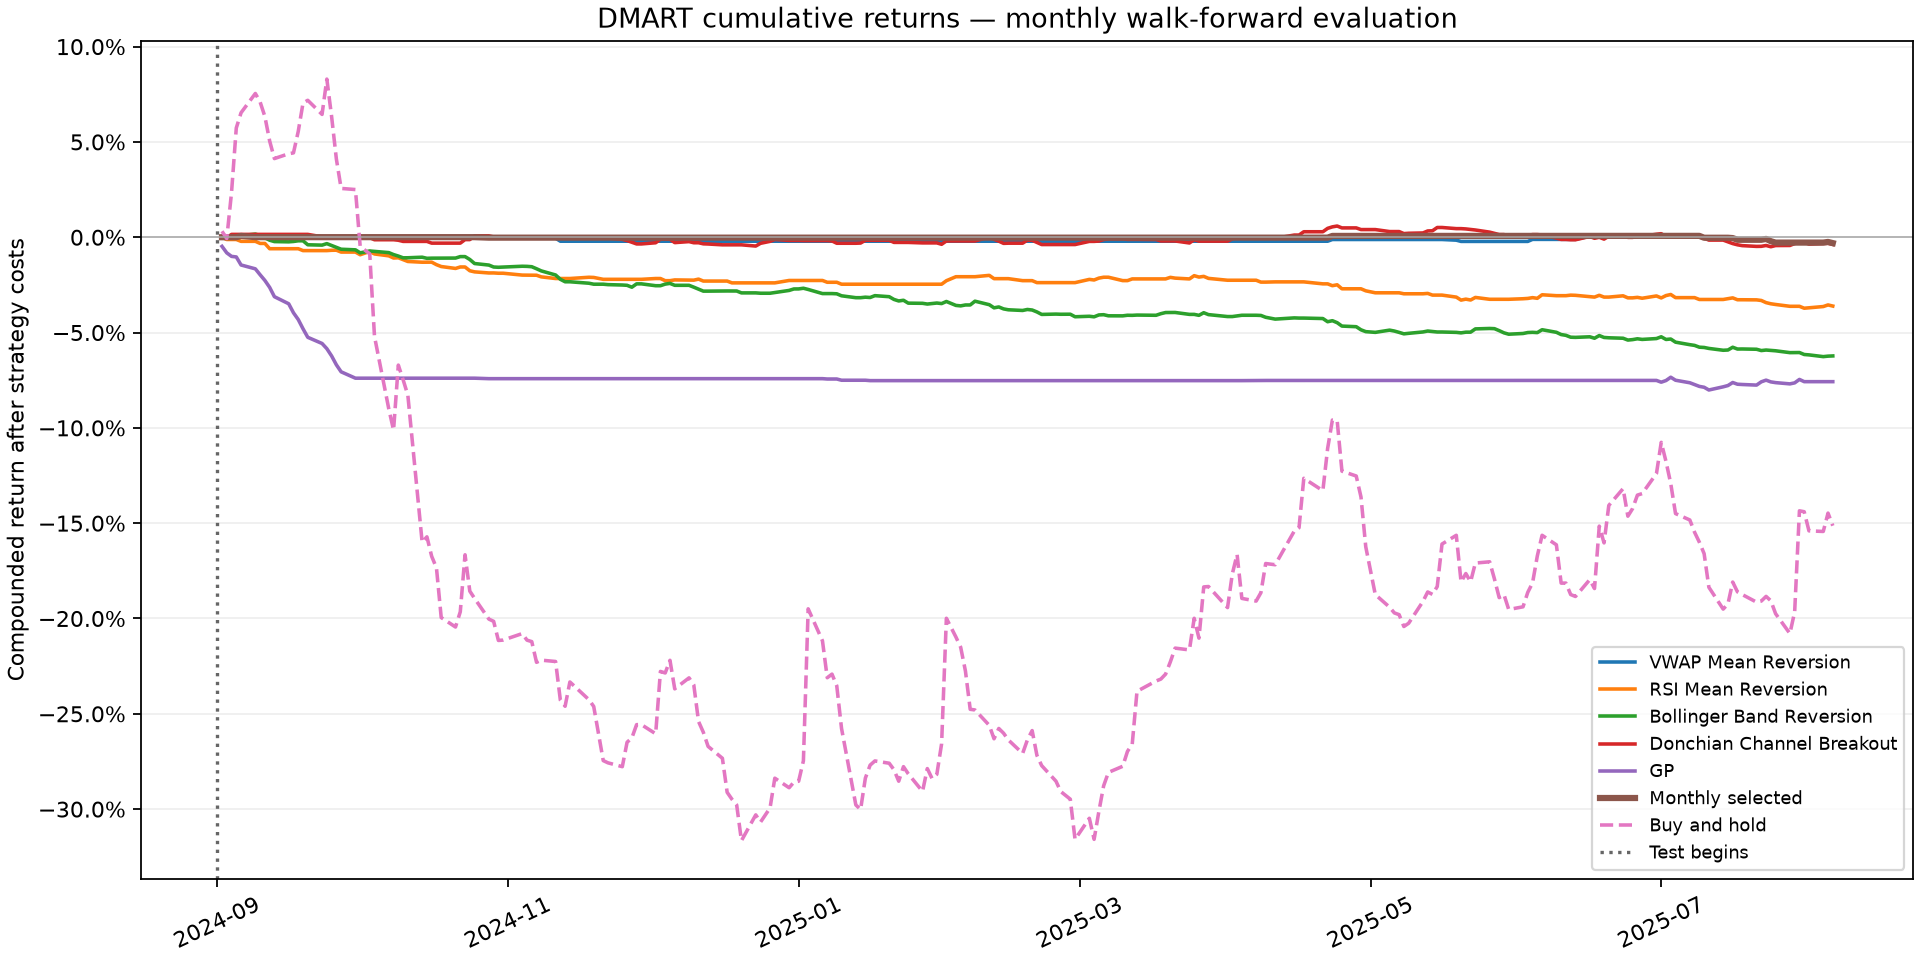 DMART cumulative returns — monthly walk-forward evaluation
Compounded return after strategy costs
10.0%
5.0%
0.0%
−5.0%
−10.0%
−15.0%
−20.0%
−25.0%
−30.0%
2024-09
2024-11
2025-01
2025-03
2025-05
2025-07
VWAP Mean Reversion
RSI Mean Reversion
Bollinger Band Reversion
Donchian Channel Breakout
GP
Monthly selected
Buy and hold
Test begins